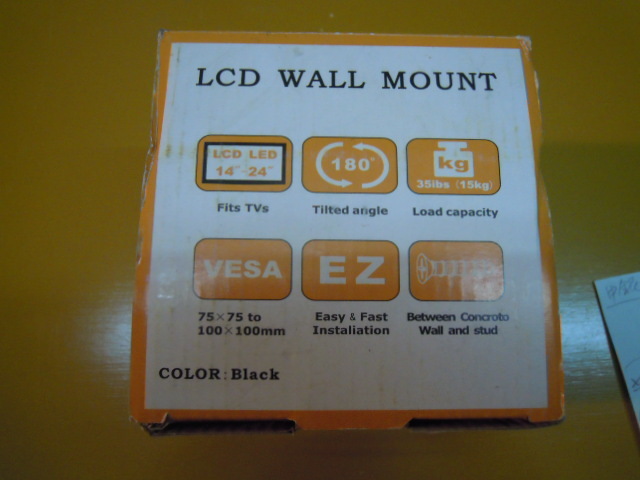 LCD WALL MOUNT
LCD LED
14"-24"
Fits TVs
180°
Tilted angle
kg
35lbs (15kg)
Load capacity
VESA
75×75 to
100×100mm
EZ
Easy & Fast
Instaliation
Between Concroto
Wall and stud
COLOR:Black